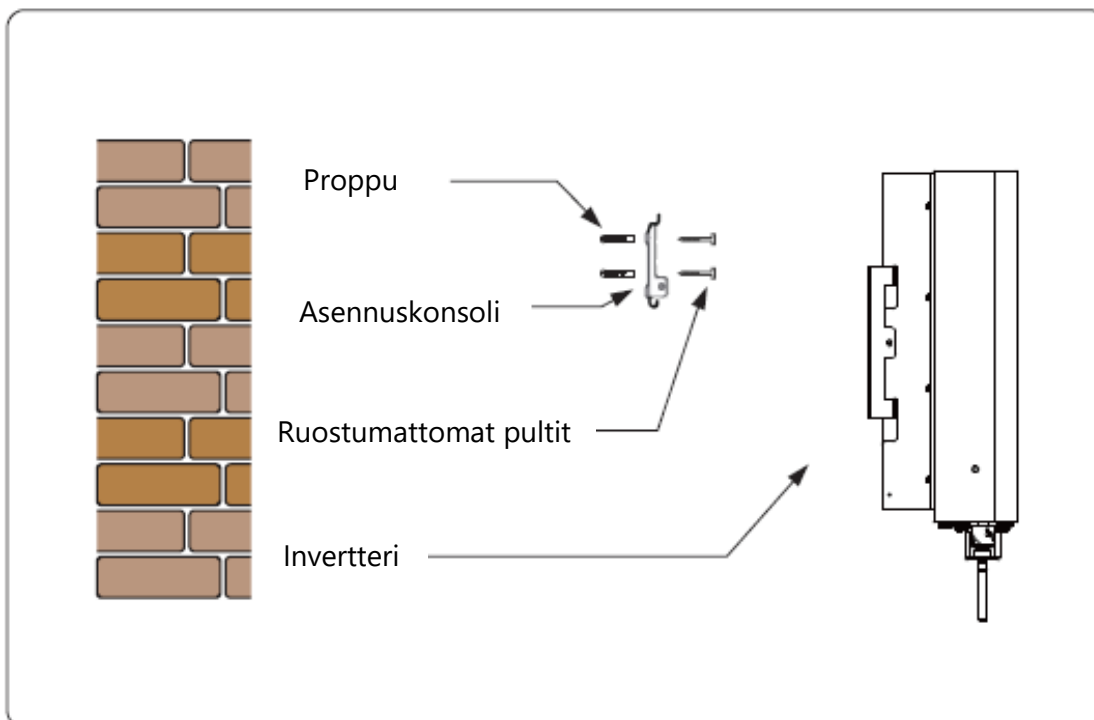 Proppu
Asennuskonsoli
Ruostumattomat pultit
Invertteri